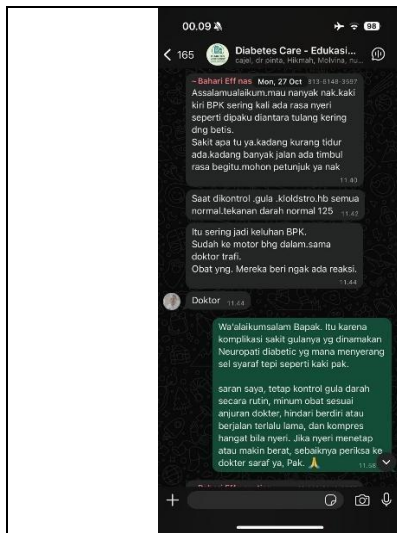 00.09
98
165
Diabetes Care - Edukasi...
cajel, dr pinta, Hikmah, Molvina, nu...
~Bahari Eff nas Mon, 27 Oct
Assalamualaikum.mau nanyak nak.kaki
kiri BPK sering kali ada rasa nyeri
seperti dipaku diantara tulang kering
dng betis.
Sakit apa tu ya.kadang kurang tidur
ada.kadang banyak jalan ada timbul
rasa begitu.mohon petunjuk ya nak
11.40
Saat dikontrol .gula .kloldstro.hb semua
normal.tekanan darah normal 125 11.42
Itu sering jadi keluhan BPK.
Sudah ke motor bhg dalam.sama
doktor trafi.
Obat yng. Mereka beri ngak ada reaksi.
11.44
Doktor 11.44
Wa'alaikumsalam Bapak. Itu karena
komplikasi sakit gulanya yg dinamakan
Neuropati diabetic yg mana menyerang
sel syaraf tepi seperti kaki pak.
saran saya, tetap kontrol gula darah
secara rutin, minum obat sesuai
anjuran dokter, hindari berdiri atau
berjalan terlalu lama, dan kompres
hangat bila nyeri. Jika nyeri menetap
atau makin berat, sebaiknya periksa ke
dokter saraf ya, Pak. 🙏 11.58